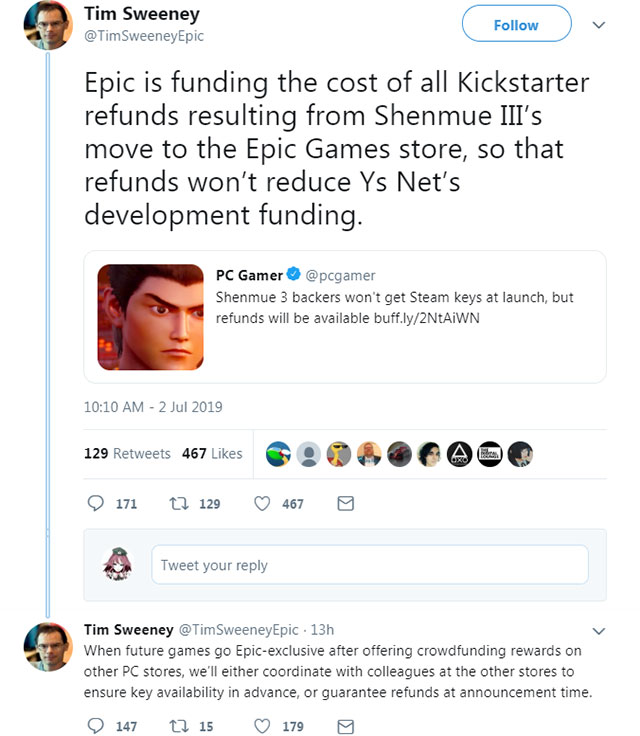 Tim Sweeney
@TimSweeneyEpic
Follow
Epic is funding the cost of all Kickstarter
refunds resulting from Shenmue III's
move to the Epic Games store, so that
refunds won't reduce Ys Net's
development funding.
PC Gamer @pcgamer
Shenmue 3 backers won't get Steam keys at launch, but
refunds will be available buff.ly/2NtAiWN
10:10 AM - 2 Jul 2019
129 Retweets 467 Likes
171 129 467
Tweet your reply
Tim Sweeney @TimSweeneyEpic · 13h
When future games go Epic-exclusive after offering crowdfunding rewards on
other PC stores, we'll either coordinate with colleagues at the other stores to
ensure key availability in advance, or guarantee refunds at announcement time.
147 15 179